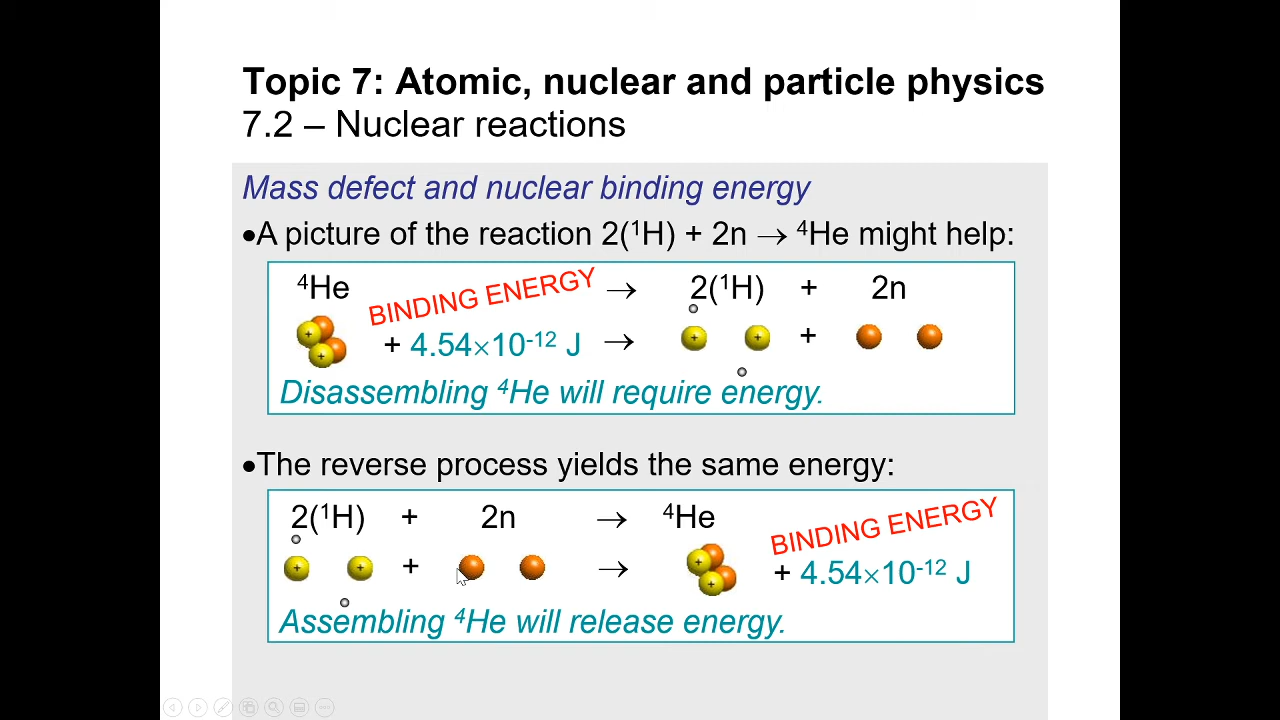 Topic 7: Atomic, nuclear and particle physics
7.2 – Nuclear reactions
Mass defect and nuclear binding energy
•A picture of the reaction 2(¹H) + 2n → ⁴He might help:
⁴He BINDING ENERGY → 2(¹H) + 2n
+ 4.54×10⁻¹² J → + + +
Disassembling ⁴He will require energy.
•The reverse process yields the same energy:
2(¹H) + 2n → ⁴He BINDING ENERGY
+ + + → + 4.54×10⁻¹² J
Assembling ⁴He will release energy.